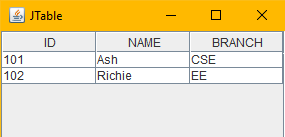 JTable
ID NAME BRANCH
101 Ash CSE
102 Richie EE